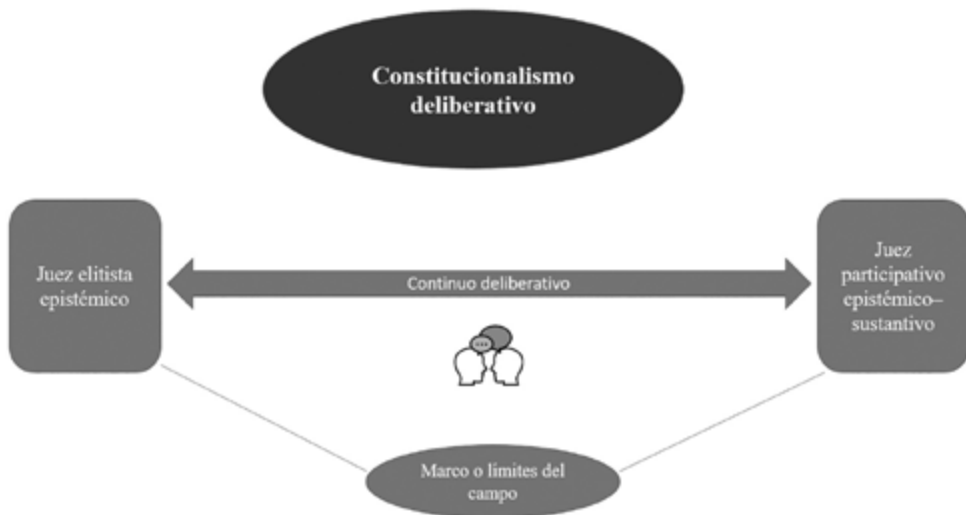 Constitucionalismo
deliberativo
Juez elitista
epistémico
Continuo deliberativo
Juez
participativo
epistémico–
sustantivo
Marco o límites del
campo